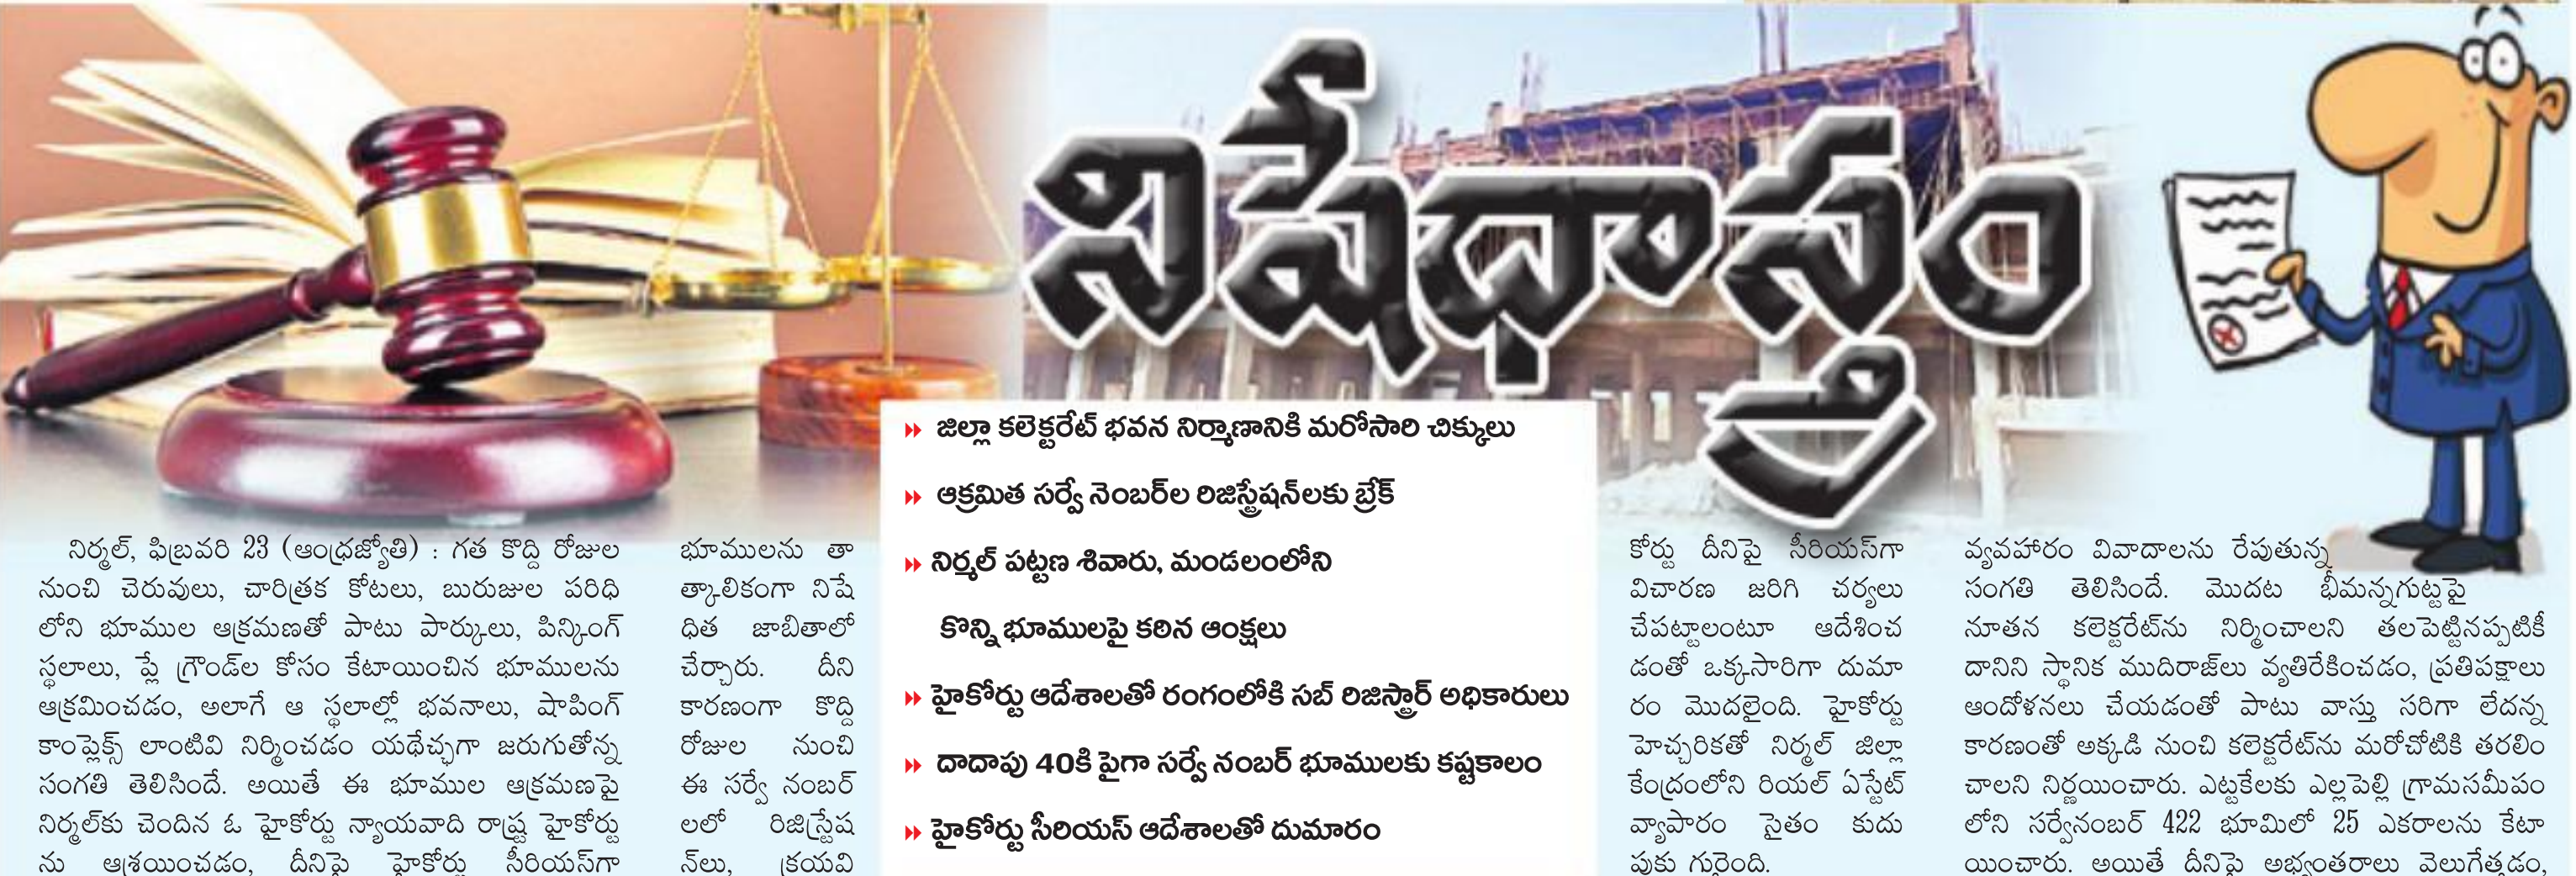 నిషేధాస్త్రం
నిర్మల్, ఫిబ్రవరి 23 (ఆంధ్రజ్యోతి) : గత కొద్ది రోజుల
నుంచి చెరువులు, చారిత్రక కోటలు, బురుజుల పరిధి
లోని భూముల ఆక్రమణతో పాటు పార్కులు, పిన్కింగ్
స్థలాలు, ప్లే గ్రౌండ్‌ల కోసం కేటాయించిన భూములను
ఆక్రమించడం, అలాగే ఆ స్థలాల్లో భవనాలు, షాపింగ్
కాంప్లెక్స్ లాంటివి నిర్మించడం యథేచ్ఛగా జరుగుతోన్న
సంగతి తెలిసిందే. అయితే ఈ భూముల ఆక్రమణపై
నిర్మల్‌కు చెందిన ఓ హైకోర్టు న్యాయవాది రాష్ట్ర హైకోర్టు
ను ఆశ్రయించడం, దీనిపై హైకోర్టు సీరియస్‌గా
భూములను తా
త్కాలికంగా నిషే
ధిత జాబితాలో
చేర్చారు. దీని
కారణంగా కొద్ది
రోజుల నుంచి
ఈ సర్వే నంబర్
లలో రిజిస్ట్రేష
న్‌లు, క్రయవి
జిల్లా కలెక్టరేట్ భవన నిర్మాణానికి మరోసారి చిక్కులు
ఆక్రమిత సర్వే నెంబర్‌ల రిజిస్ట్రేషన్‌లకు బ్రేక్
నిర్మల్ పట్టణ శివారు, మండలంలోని
కొన్ని భూములపై కఠిన ఆంక్షలు
హైకోర్టు ఆదేశాలతో రంగంలోకి సబ్ రిజిస్ట్రార్ అధికారులు
దాదాపు 40కి పైగా సర్వే నంబర్ భూములకు కష్టకాలం
హైకోర్టు సీరియస్ ఆదేశాలతో దుమారం
కోర్టు దీనిపై సీరియస్‌గా
విచారణ జరిగి చర్యలు
చేపట్టాలంటూ ఆదేశించ
డంతో ఒక్కసారిగా దుమా
రం మొదలైంది. హైకోర్టు
హెచ్చరికతో నిర్మల్ జిల్లా
కేంద్రంలోని రియల్ ఏస్టేట్
వ్యాపారం సైతం కుదు
పుకు గురైంది.
వ్యవహారం వివాదాలను రేపుతున్న
సంగతి తెలిసిందే. మొదట భీమన్నగుట్టపై
నూతన కలెక్టరేట్‌ను నిర్మించాలని తలపెట్టినప్పటికీ
దానిని స్థానిక ముదిరాజ్‌లు వ్యతిరేకించడం, ప్రతిపక్షాలు
ఆందోళనలు చేయడంతో పాటు వాస్తు సరిగా లేదన్న
కారణంతో అక్కడి నుంచి కలెక్టరేట్‌ను మరోచోటికి తరలిం
చాలని నిర్ణయించారు. ఎట్టకేలకు ఎల్లపెల్లి గ్రామసమీపం
లోని సర్వేనంబర్ 422 భూమిలో 25 ఎకరాలను కేటా
యించారు. అయితే దీనిపై అభ్యంతరాలు వెలుగేత్తడం,